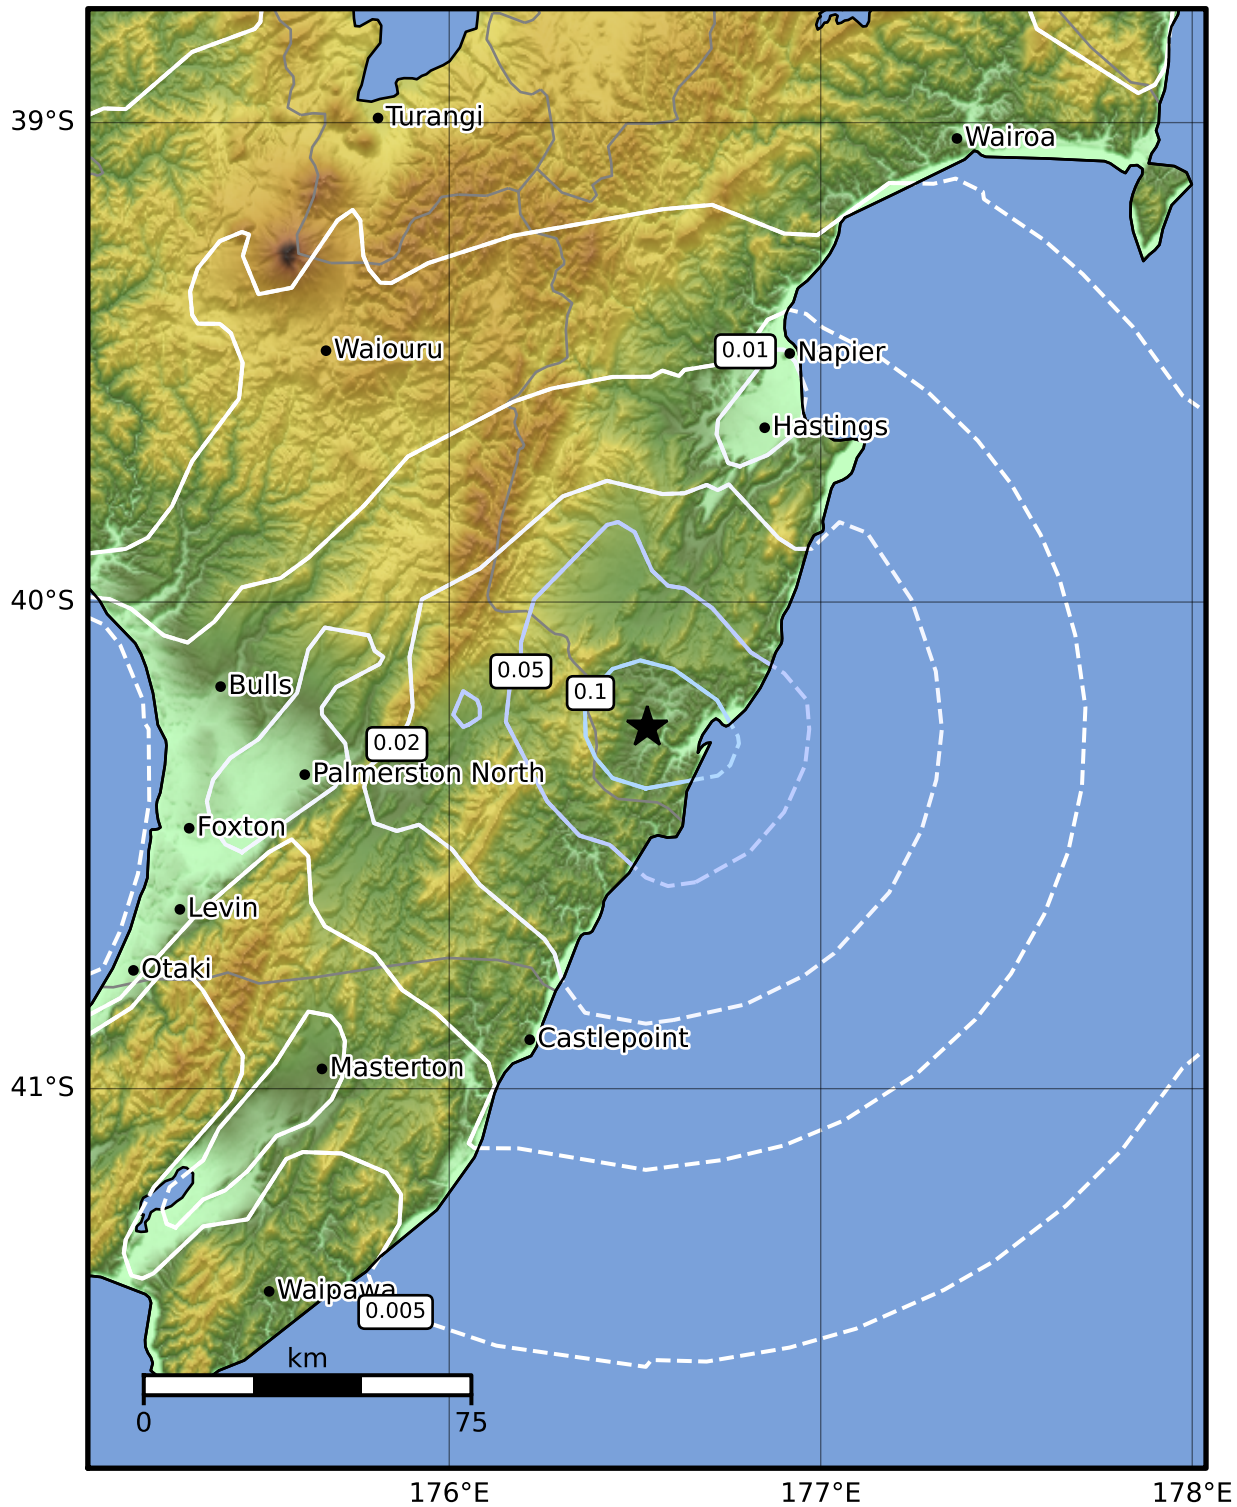 39°S
Turangi
Wairoa
Waiouru
0.01
Napier
Hastings
40°S
0.05
0.1
Bulls
0.02
Palmerston North
Foxton
Levin
Otaki
Castlepoint
Masterton
41°S
Waipawa
0.005
km
0
75
176°E
177°E
178°E